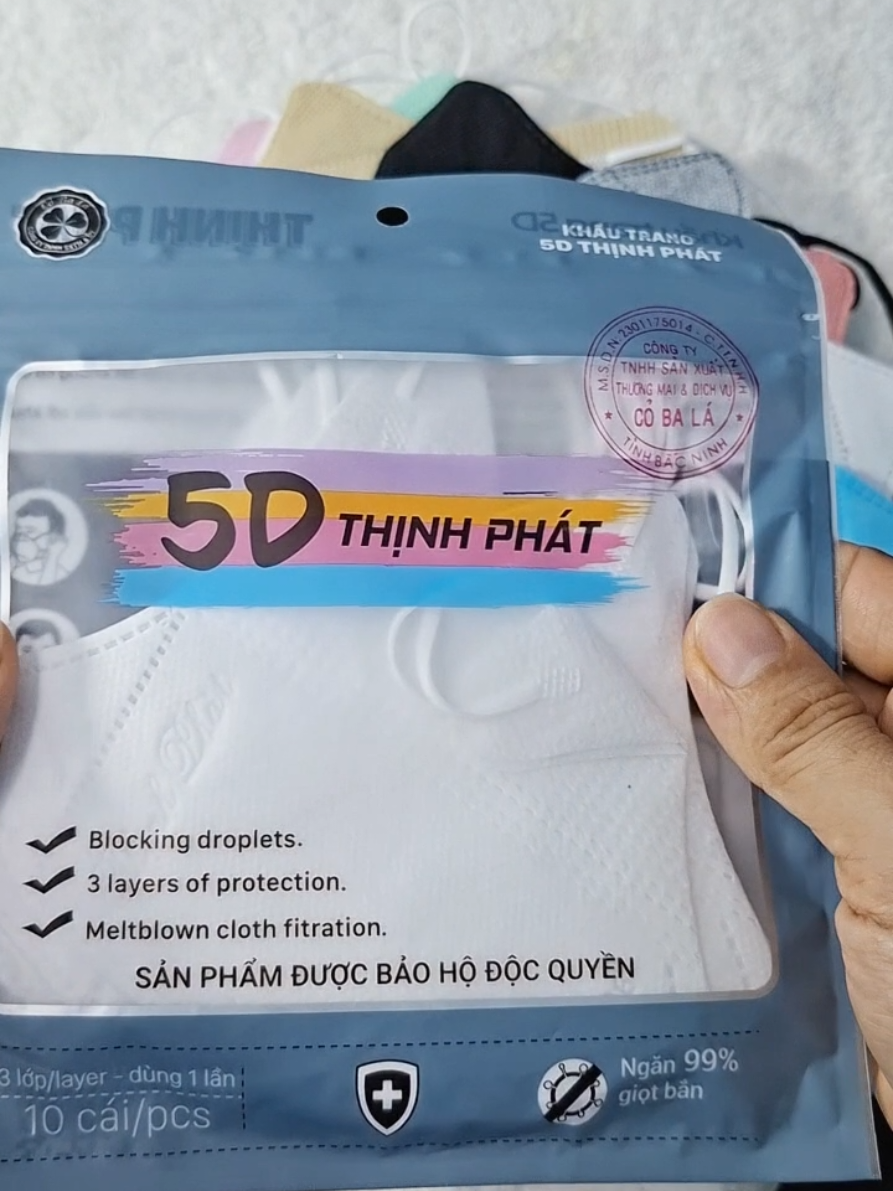 KHẨU TRANG
5D THỊNH PHÁT
M.S.D.N:2301175014 - C.T.T.N.H.H
CÔNG TY
TNHH SẢN XUẤT
THƯƠNG MẠI & DỊCH VỤ
CỎ BA LÁ
TỈNH BẮC NINH
5D THỊNH PHÁT
Blocking droplets.
3 layers of protection.
Meltblown cloth fitration.
SẢN PHẨM ĐƯỢC BẢO HỘ ĐỘC QUYỀN
3 lớp/layer - dùng 1 lần
10 cái/pcs
Ngăn 99%
giọt bắn